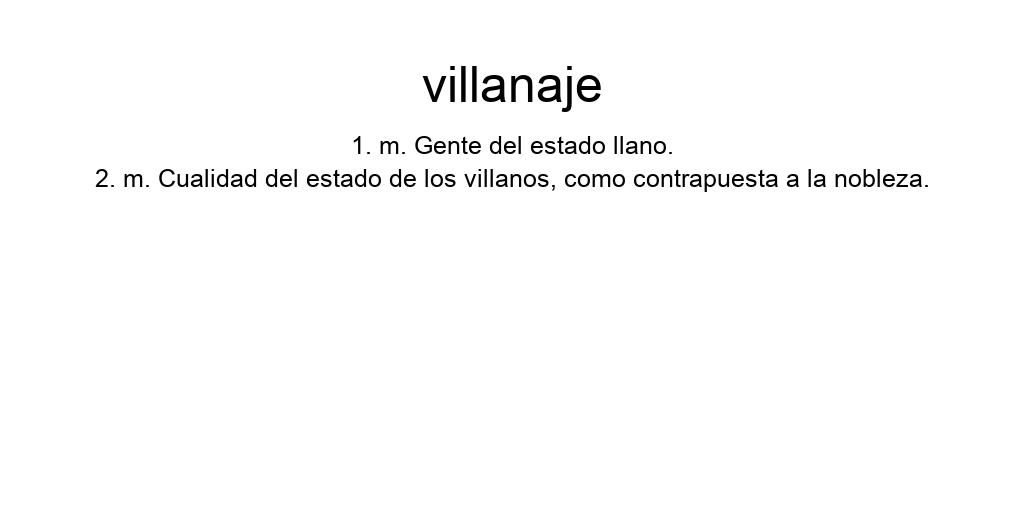 villanaje
1. m. Gente del estado llano.
2. m. Cualidad del estado de los villanos, como contrapuesta a la nobleza.